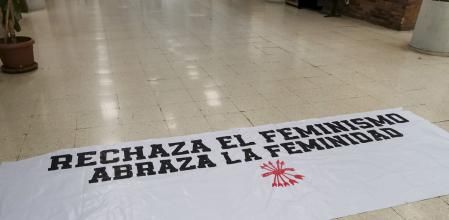 RECHAZA EL FEMINISMO
ABRAZA LA FEMINIDAD